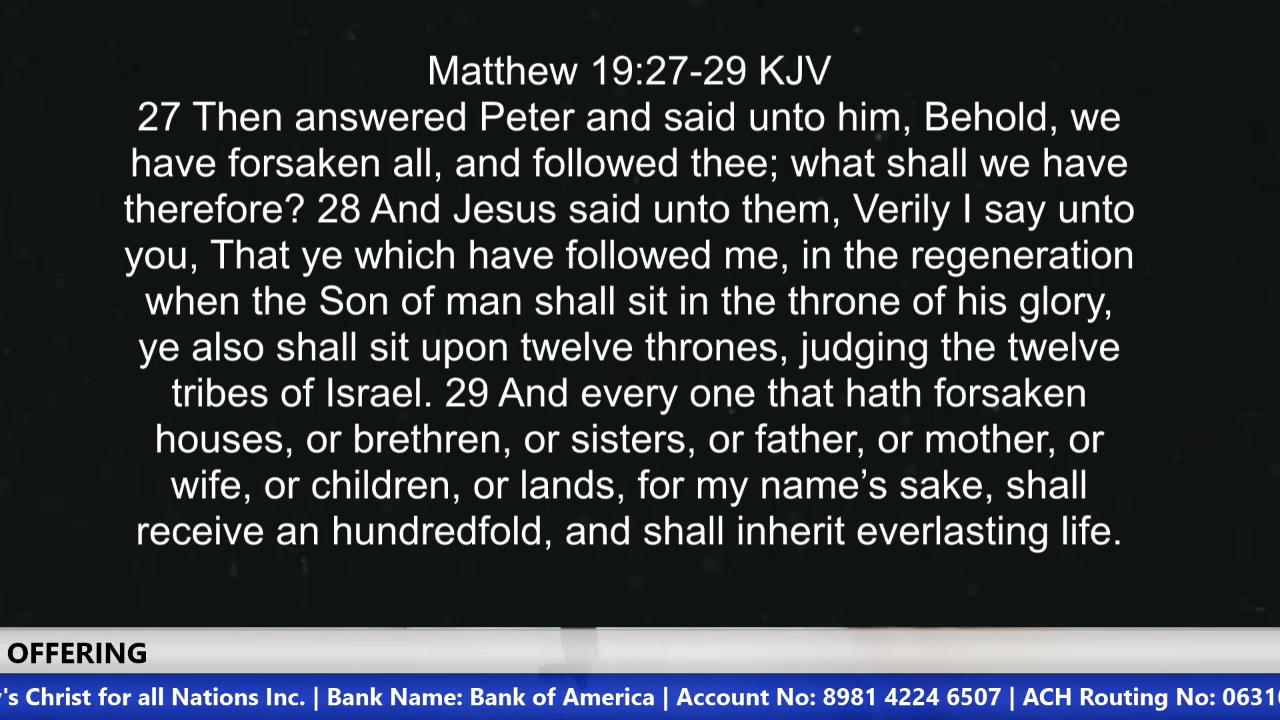 Matthew 19:27-29 KJV
27 Then answered Peter and said unto him, Behold, we
have forsaken all, and followed thee; what shall we have
therefore? 28 And Jesus said unto them, Verily I say unto
you, That ye which have followed me, in the regeneration
when the Son of man shall sit in the throne of his glory,
ye also shall sit upon twelve thrones, judging the twelve
tribes of Israel. 29 And every one that hath forsaken
houses, or brethren, or sisters, or father, or mother, or
wife, or children, or lands, for my name’s sake, shall
receive an hundredfold, and shall inherit everlasting life.
OFFERING
's Christ for all Nations Inc. | Bank Name: Bank of America | Account No: 8981 4224 6507 | ACH Routing No: 0631